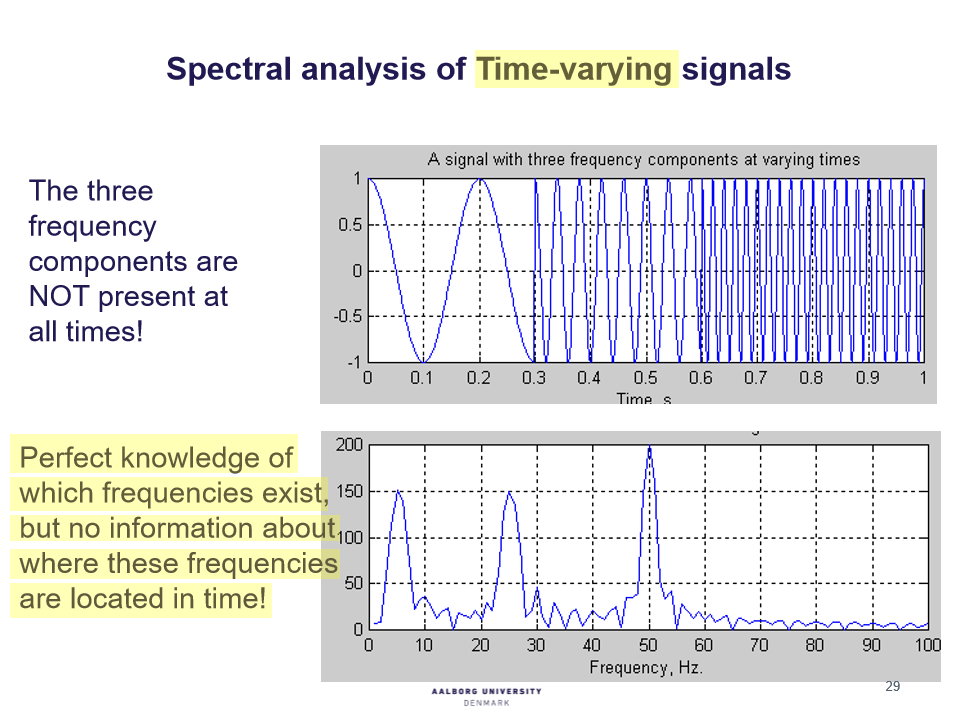 Spectral analysis of Time-varying signals
The three
frequency
components are
NOT present at
all times!
A signal with three frequency components at varying times
1
0.5
0
-0.5
-1
0 0.1 0.2 0.3 0.4 0.5 0.6 0.7 0.8 0.9 1
Time, s
Perfect knowledge of
which frequencies exist,
but no information about
where these frequencies
are located in time!
200
150
100
50
0
0 10 20 30 40 50 60 70 80 90 100
Frequency, Hz.
AALBORG UNIVERSITY
DENMARK
29